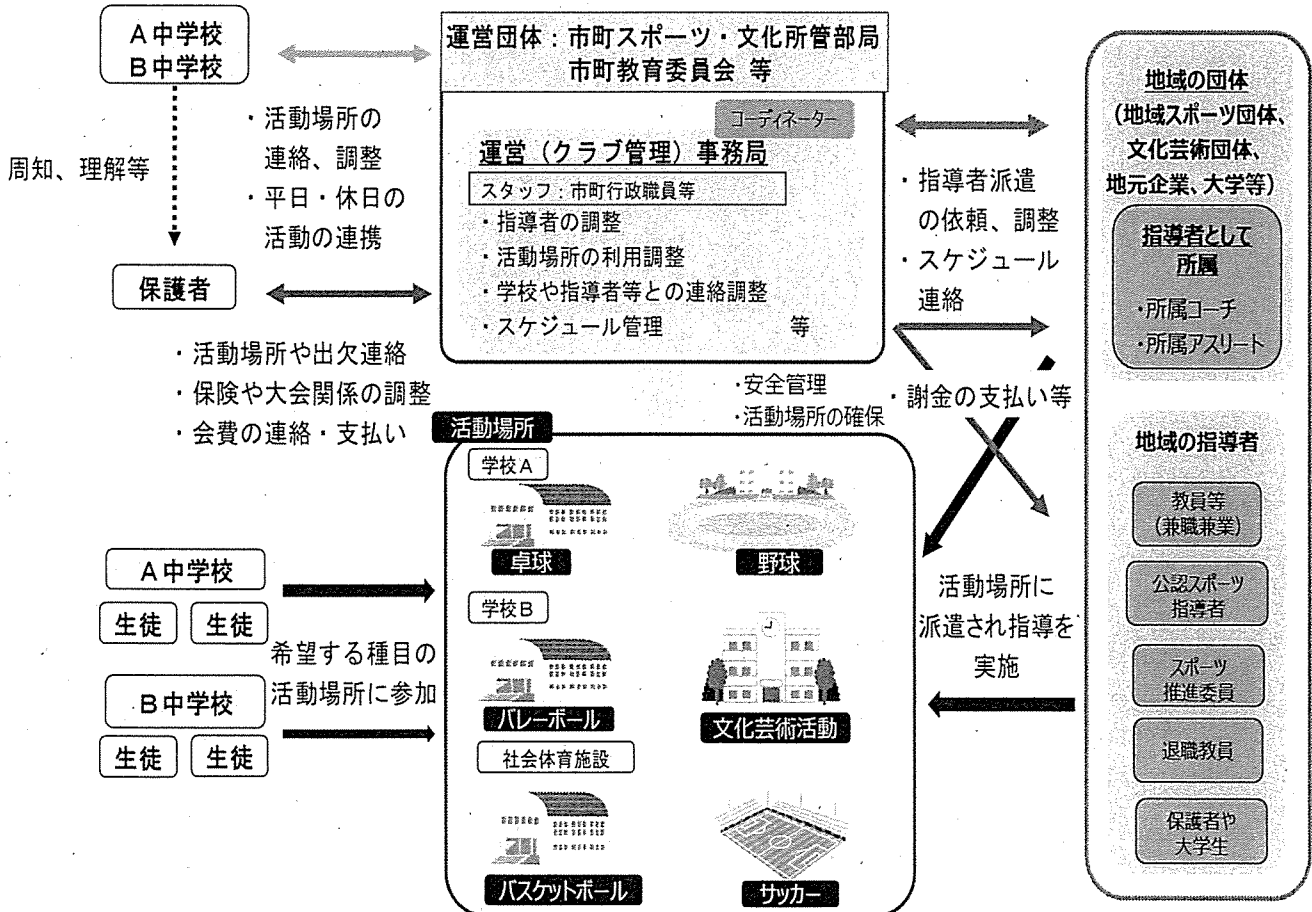 A中学校
B中学校
周知、理解等
保護者
・活動場所の
連絡、調整
・平日・休日の
活動の連携
・活動場所や出欠連絡
・保険や大会関係の調整
・会費の連絡・支払い
運営団体：市町スポーツ・文化所管部局
市町教育委員会 等
コーディネーター
運営（クラブ管理）事務局
スタッフ：市町行政職員等
・指導者の調整
・活動場所の利用調整
・学校や指導者等との連絡調整
・スケジュール管理 等
・指導者派遣
の依頼、調整
・スケジュール
連絡
・謝金の支払い等
・安全管理
・活動場所の確保
地域の団体
（地域スポーツ団体、
文化芸術団体、
地元企業、大学等）
指導者として
所属
・所属コーチ
・所属アスリート
地域の指導者
教員等
（兼職兼業）
公認スポーツ
指導者
スポーツ
推進委員
退職教員
保護者や
大学生
活動場所に
派遣され指導を
実施
活動場所
学校A
卓球
野球
学校B
バレーボール
文化芸術活動
社会体育施設
バスケットボール
サッカー
A中学校
生徒 生徒
希望する種目の
活動場所に参加
B中学校
生徒 生徒